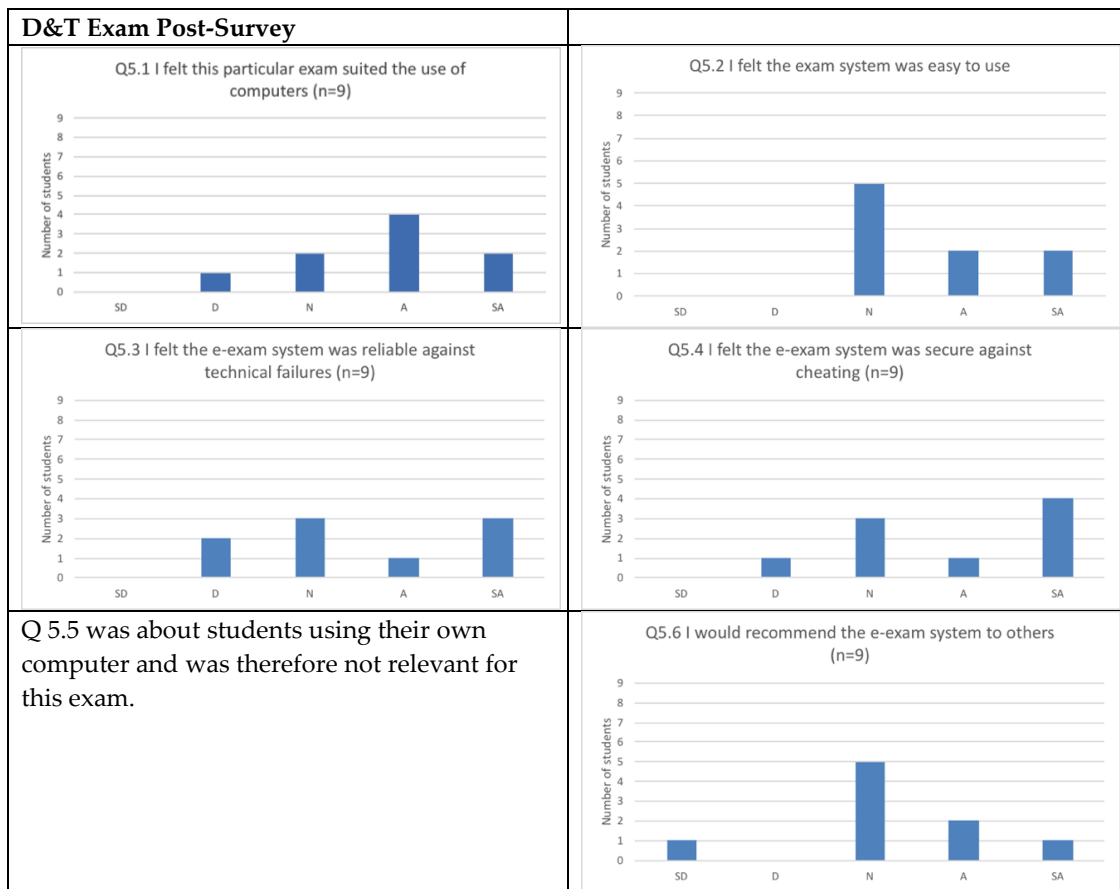 D&T Exam Post-Survey
Q5.1 I felt this particular exam suited the use of
computers (n=9)
Number of students
9
8
7
6
5
4
3
2
1
0
SD D N A SA
Q5.2 I felt the exam system was easy to use
Number of students
9
8
7
6
5
4
3
2
1
0
SD D N A SA
Q5.3 I felt the e-exam system was reliable against
technical failures (n=9)
Number of students
9
8
7
6
5
4
3
2
1
0
SD D N A SA
Q5.4 I felt the e-exam system was secure against
cheating (n=9)
Number of students
9
8
7
6
5
4
3
2
1
0
SD D N A SA
Q 5.5 was about students using their own
computer and was therefore not relevant for
this exam.
Q5.6 I would recommend the e-exam system to others
(n=9)
Number of students
9
8
7
6
5
4
3
2
1
0
SD D N A SA